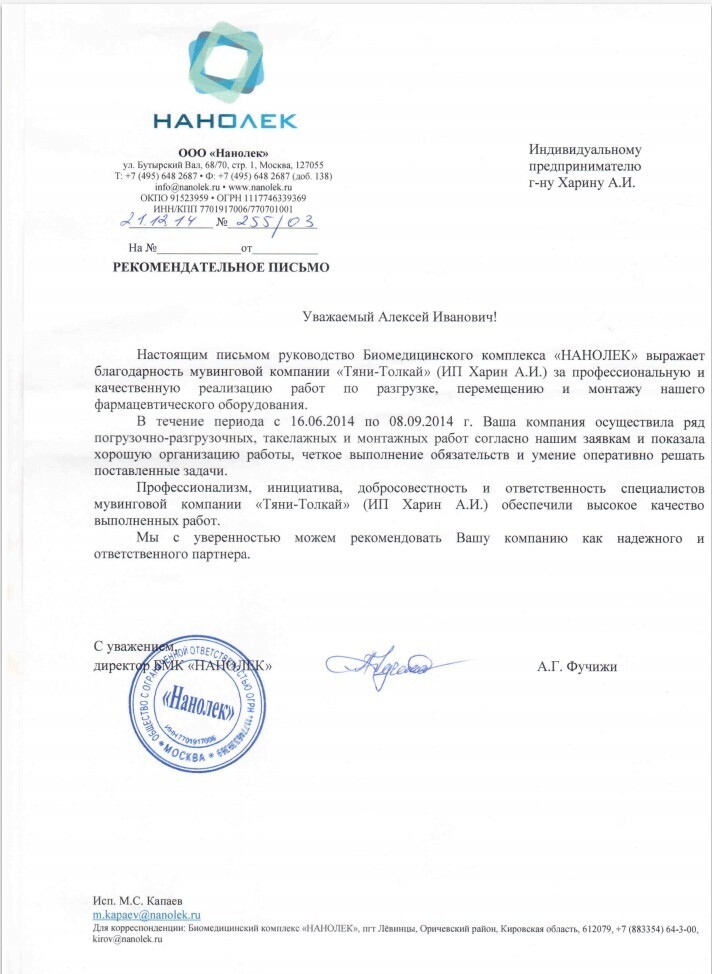 НАНОЛЕК
ООО «Нанолек»
ул. Бутырский Вал, 68/70, стр. 1, Москва, 127055
Т: +7 (495) 648 2687 • Ф: +7 (495) 648 2687 (доб. 138)
info@nanolek.ru • www.nanolek.ru
ОКПО 91523959 • ОГРН 1117746339369
ИНН/КПП 7701917006/770701001
21.12.14 № 255/03
На №______________от___________
РЕКОМЕНДАТЕЛЬНОЕ ПИСЬМО
Индивидуальному
предпринимателю
г-ну Харину А.И.
Уважаемый Алексей Иванович!
Настоящим письмом руководство Биомедицинского комплекса «НАНОЛЕК» выражает
благодарность мувинговой компании «Тяни-Толкай» (ИП Харин А.И.) за профессиональную и
качественную реализацию работ по разгрузке, перемещению и монтажу нашего
фармацевтического оборудования.
В течение периода с 16.06.2014 по 08.09.2014 г. Ваша компания осуществила ряд
погрузочно-разгрузочных, такелажных и монтажных работ согласно нашим заявкам и показала
хорошую организацию работы, четкое выполнение обязательств и умение оперативно решать
поставленные задачи.
Профессионализм, инициатива, добросовестность и ответственность специалистов
мувинговой компании «Тяни-Толкай» (ИП Харин А.И.) обеспечили высокое качество
выполненных работ.
Мы с уверенностью можем рекомендовать Вашу компанию как надежного и
ответственного партнера.
С уважением,
директор БМК «НАНОЛЕК»
А.Г. Фучижи
ОБЩЕСТВО С ОГРАНИЧЕННОЙ ОТВЕТСТВЕННОСТЬЮ ОГРН
«Нанолек»
ИНН 7701917006
* МОСКВА *
Исп. М.С. Капаев
m.kapaev@nanolek.ru
Для корреспонденции: Биомедицинский комплекс «НАНОЛЕК», пгт Лёвинцы, Оричевский район, Кировская область, 612079, +7 (883354) 64-3-00,
kirov@nanolek.ru